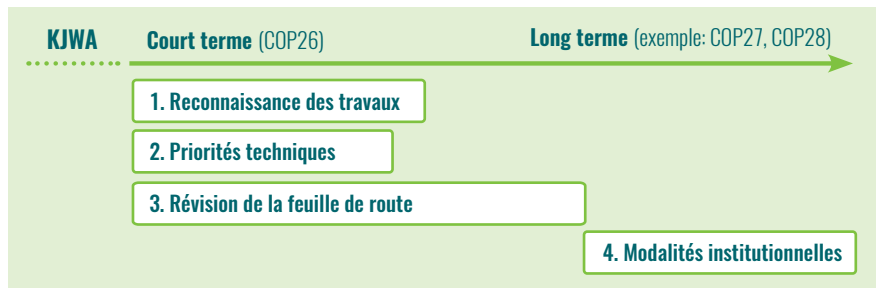 KJWA
Court terme (COP26)
Long terme (exemple: COP27, COP28)
1. Reconnaissance des travaux
2. Priorités techniques
3. Révision de la feuille de route
4. Modalités institutionnelles